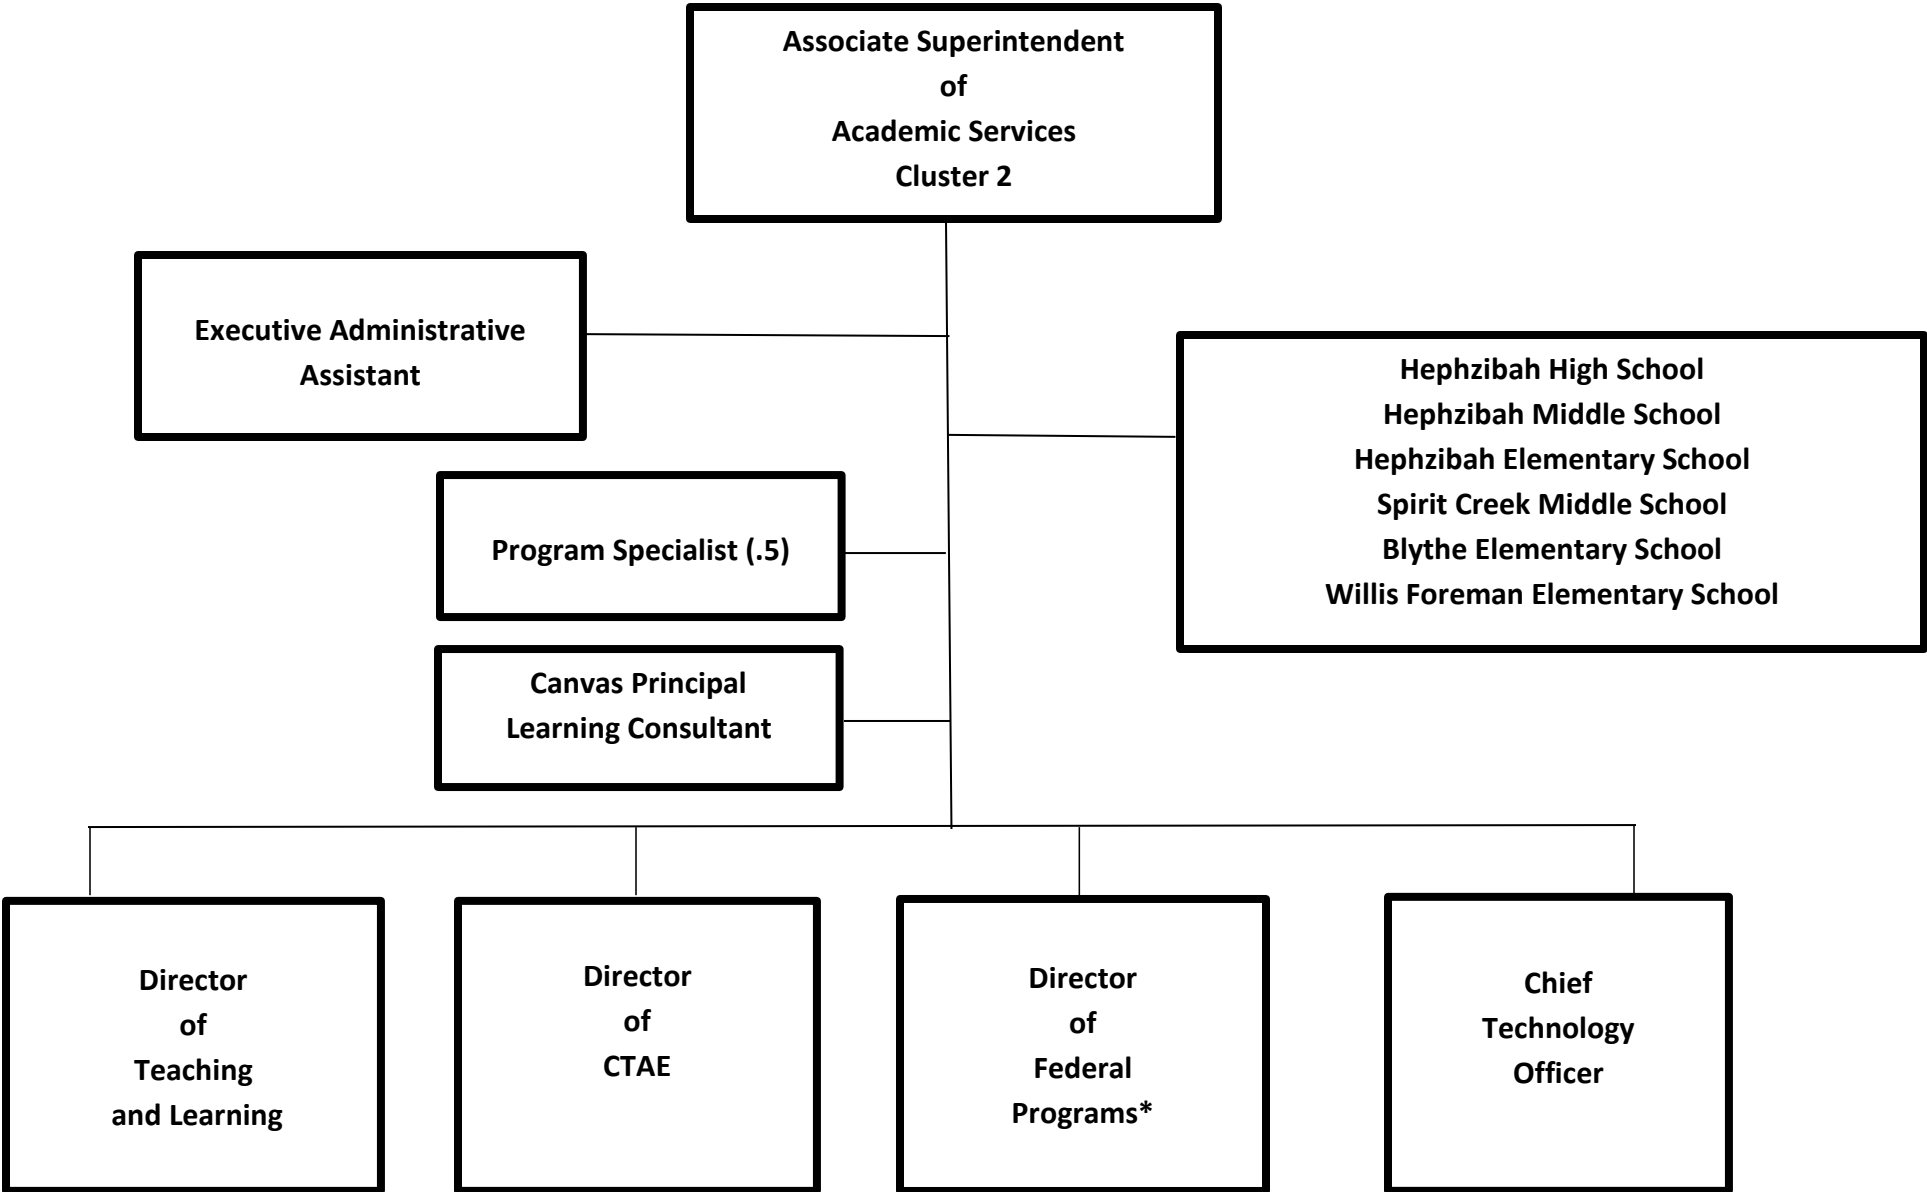 Associate Superintendent
of
Academic Services
Cluster 2
Executive Administrative
Assistant
Hephzibah High School
Hephzibah Middle School
Hephzibah Elementary School
Spirit Creek Middle School
Blythe Elementary School
Willis Foreman Elementary School
Program Specialist (.5)
Canvas Principal
Learning Consultant
Director
of
Teaching
and Learning
Director
of
CTAE
Director
of
Federal
Programs*
Chief
Technology
Officer